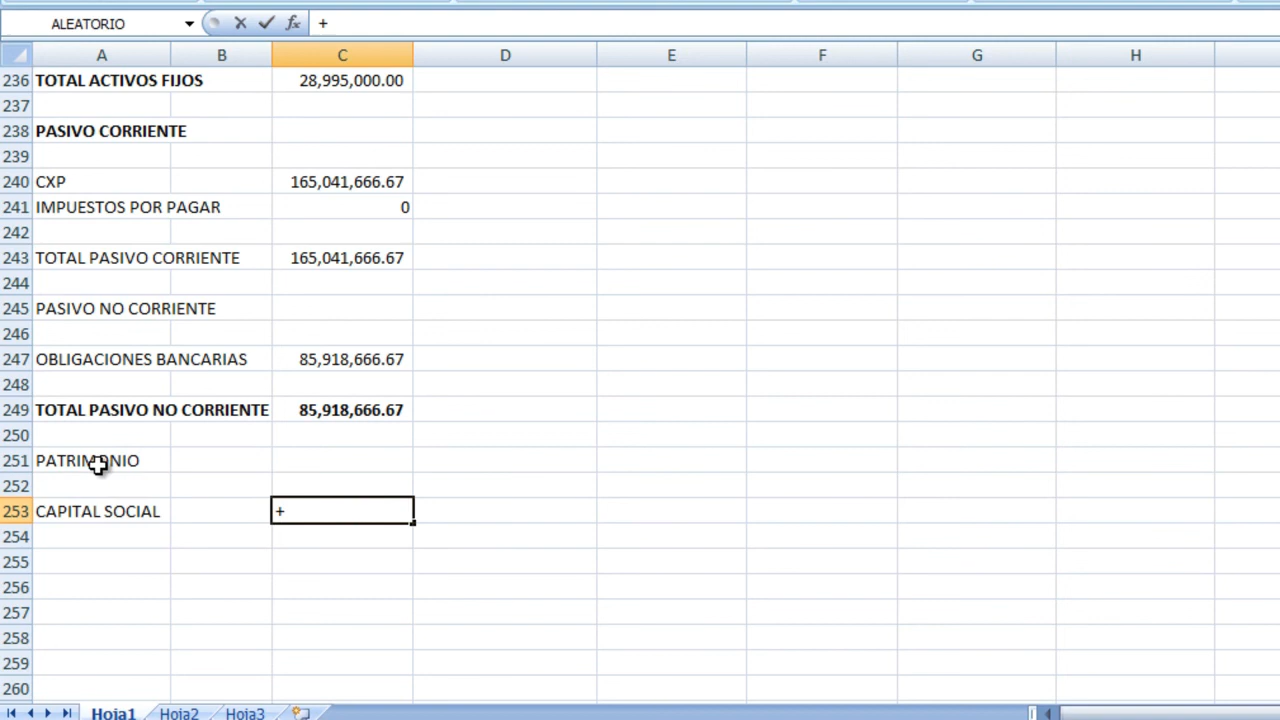 ALEATORIO fx +
A B C D E F G H
236 TOTAL ACTIVOS FIJOS 28,995,000.00
237
238 PASIVO CORRIENTE
239
240 CXP 165,041,666.67
241 IMPUESTOS POR PAGAR 0
242
243 TOTAL PASIVO CORRIENTE 165,041,666.67
244
245 PASIVO NO CORRIENTE
246
247 OBLIGACIONES BANCARIAS 85,918,666.67
248
249 TOTAL PASIVO NO CORRIENTE 85,918,666.67
250
251 PATRIMONIO
252
253 CAPITAL SOCIAL +
254
255
256
257
258
259
260
Hoja1 Hoja2 Hoja3